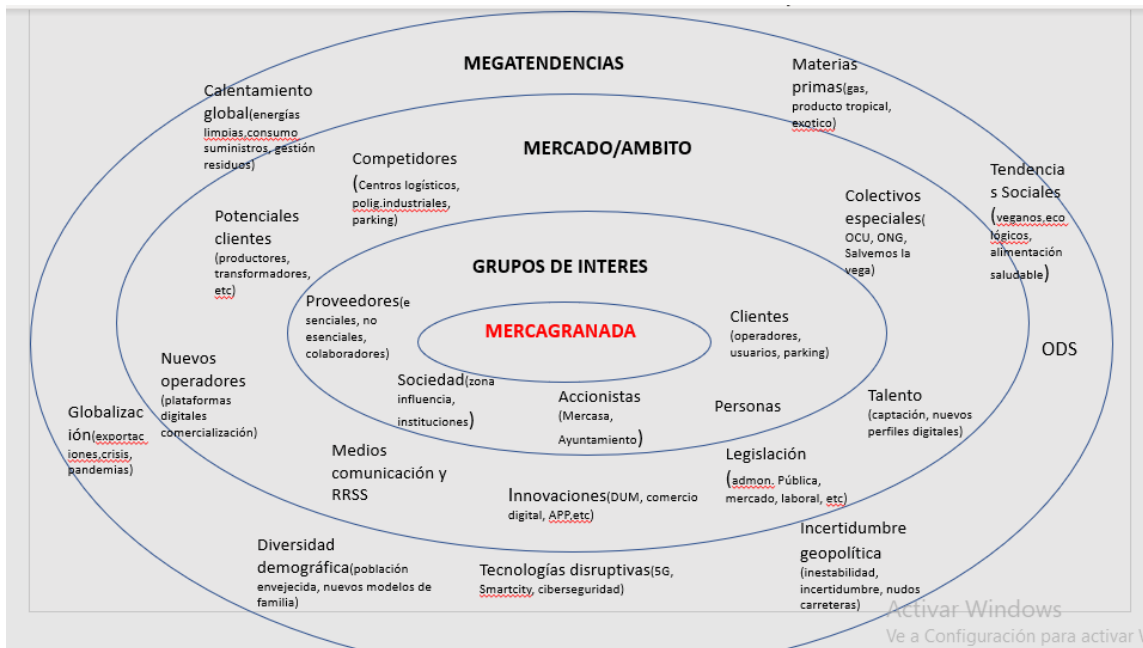 MEGATENDENCIAS
Materias
primas(gas,
producto tropical,
exotico)
Calentamiento
global(energías
limpias,consumo
suministros, gestión
residuos)
MERCADO/AMBITO
Competidores
(Centros logísticos,
polig.industriales,
parking)
Tendencia
s Sociales
(veganos,eco
lógicos,
alimentación
saludable)
Colectivos
especiales(
OCU, ONG,
Salvemos la
vega)
Potenciales
clientes
(productores,
transformadores,
etc)
GRUPOS DE INTERES
Proveedores(e
senciales, no
esenciales,
colaboradores)
MERCAGRANADA
Clientes
(operadores,
usuarios, parking)
ODS
Nuevos
operadores
(plataformas
digitales
comercialización)
Sociedad(zona
influencia,
instituciones)
Accionistas
(Mercasa,
Ayuntamiento)
Personas
Talento
(captación, nuevos
perfiles digitales)
Globalizac
ión(exportac
iones,crisis,
pandemias)
Medios
comunicación y
RRSS
Legislación
(admon. Pública,
mercado, laboral, etc)
Innovaciones(DUM, comercio
digital, APP,etc)
Incertidumbre
geopolítica
(inestabilidad,
incertidumbre, nudos
carreteras)
Diversidad
demográfica(población
envejecida, nuevos modelos de
familia)
Tecnologías disruptivas(5G,
Smartcity, ciberseguridad)
Activar Windows
Ve a Configuración para activar